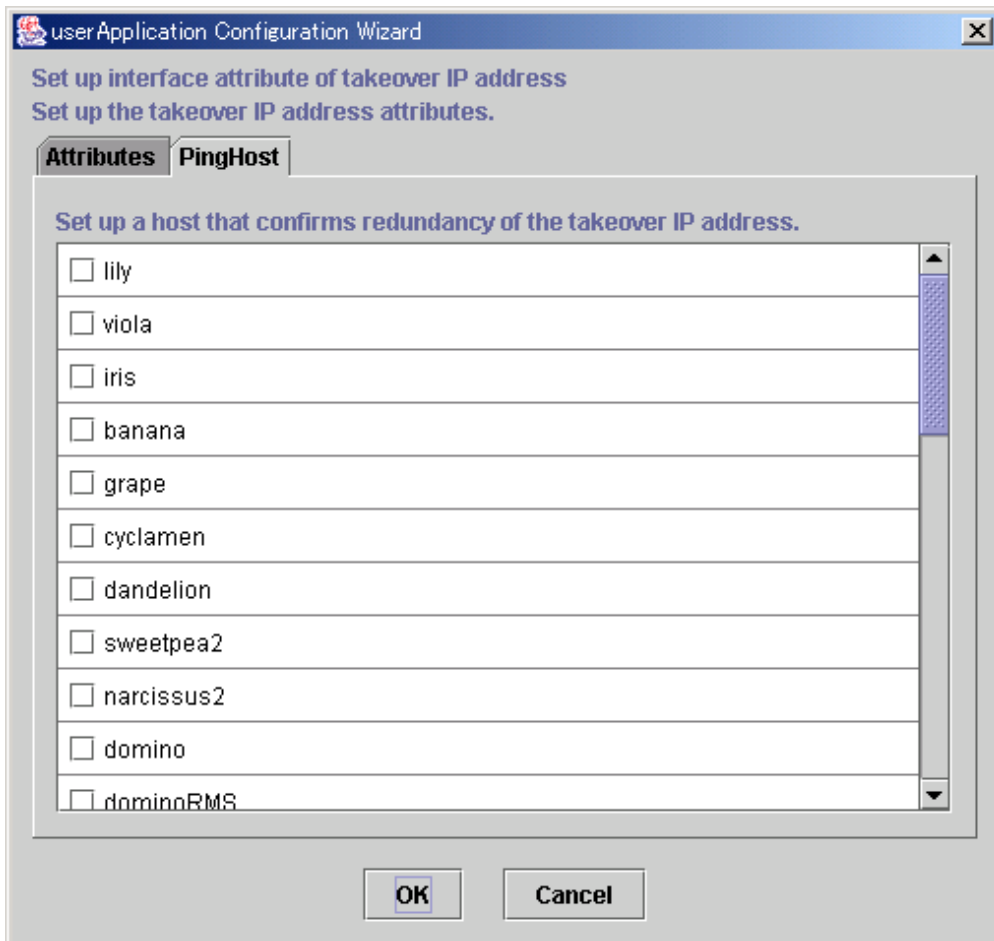 userApplication Configuration Wizard
Set up interface attribute of takeover IP address
Set up the takeover IP address attributes.
Attributes PingHost
Set up a host that confirms redundancy of the takeover IP address.
lily
viola
iris
banana
grape
cyclamen
dandelion
sweetpea2
narcissus2
domino
dominoRMS
OK Cancel